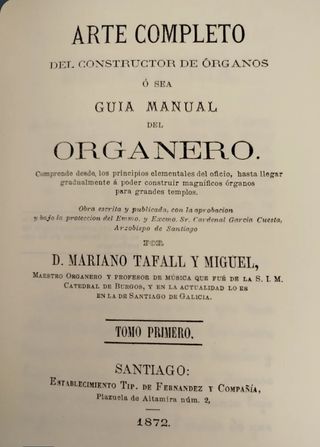 ARTE COMPLETO
DEL CONSTRUCTOR DE ÓRGANOS
Ó SEA
GUIA MANUAL
DEL
ORGANERO.
Comprende desde, los principios elementales del oficio, hasta llegar
gradualmente á poder construir magníficos órganos
para grandes templos.
Obra escrita y publicada, con la aprobacion
y bajo la proteccion del Emmo. y Excmo. Sr. Cardenal García Cuesta,
Arzobispo de Santiago
POR
D. MARIANO TAFALL Y MIGUEL,
MAESTRO ORGANERO Y PROFESOR DE MÚSICA QUE FUÉ DE LA S. I. M.
CATEDRAL DE BURGOS, Y EN LA ACTUALIDAD LO ES
EN LA DE SANTIAGO DE GALICIA.
TOMO PRIMERO.
SANTIAGO:
ESTABLECIMIENTO TIP. DE FERNANDEZ Y COMPAÑÍA,
Plazuela de Altamira núm. 2,
1872.